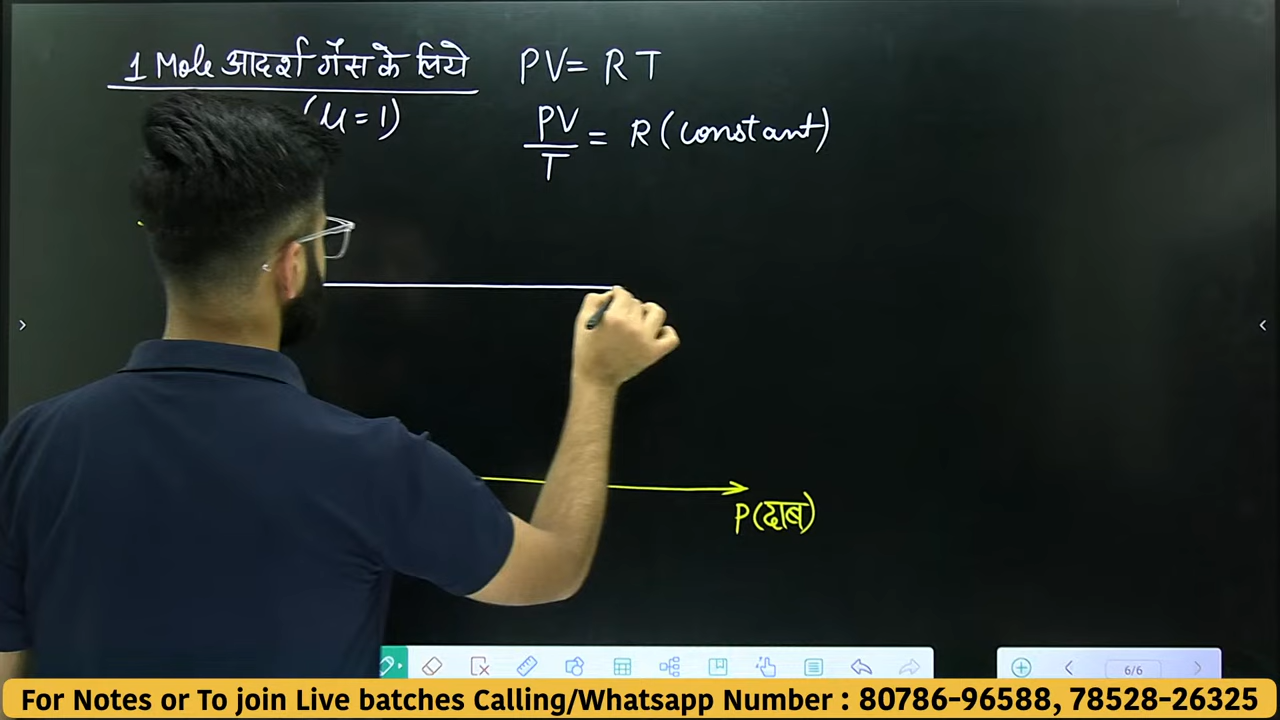 1 Mole आदर्श गैस के लिये PV = RT
(μ = 1)
PV/T = R (constant)
P(दाब)
6/6
For Notes or To join Live batches Calling/Whatsapp Number : 80786-96588, 78528-26325